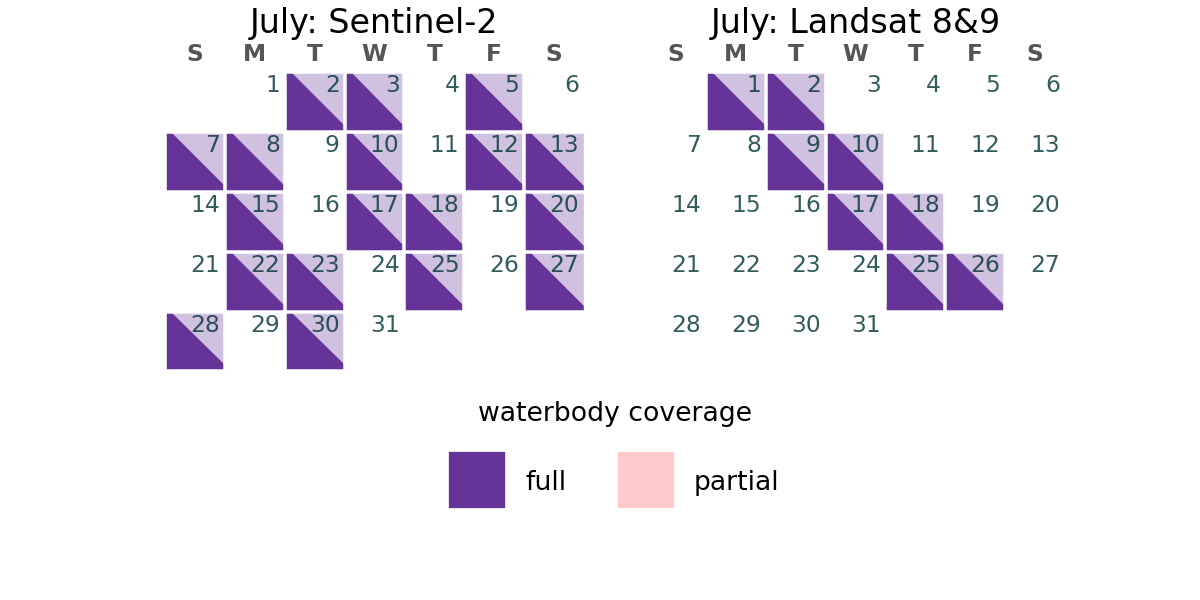 July: Sentinel-2
S M T W T F S
1 2 3 4 5 6
7 8 9 10 11 12 13
14 15 16 17 18 19 20
21 22 23 24 25 26 27
28 29 30 31
July: Landsat 8&9
S M T W T F S
1 2 3 4 5 6
7 8 9 10 11 12 13
14 15 16 17 18 19 20
21 22 23 24 25 26 27
28 29 30 31
waterbody coverage
full partial